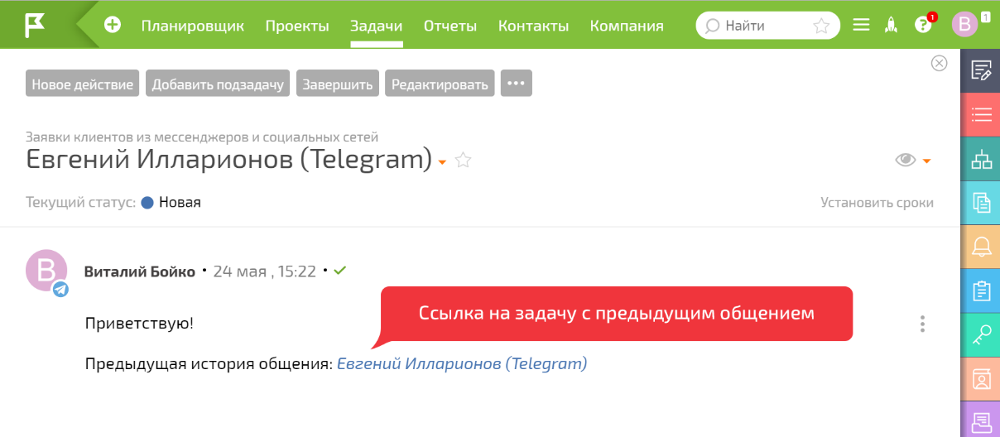 Планировщик Проекты Задачи Отчеты Контакты Компания Найти 1 В 1
Новое действие Добавить подзадачу Завершить Редактировать
Заявки клиентов из мессенджеров и социальных сетей
Евгений Илларионов (Telegram)
Текущий статус: Новая Установить сроки
В Виталий Бойко • 24 мая , 15:22 •
Ссылка на задачу с предыдущим общением
Приветствую!
Предыдущая история общения: Евгений Илларионов (Telegram)